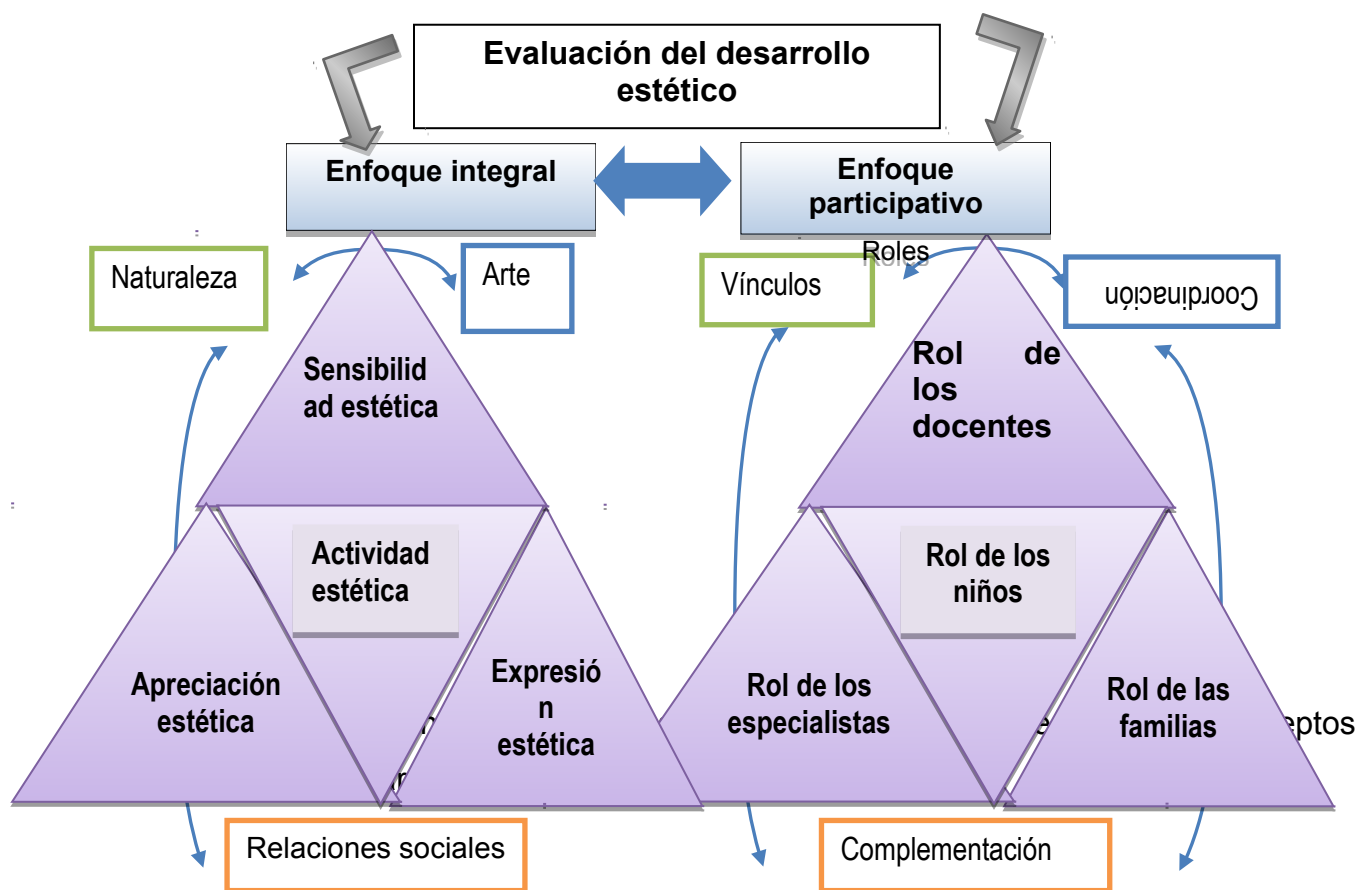 Evaluación del desarrollo
estético
Enfoque integral
Enfoque
participativo
Roles
Naturaleza
Arte
Vínculos
Coordinación
Sensibilid
ad estética
Rol de
los
docentes
Actividad
estética
Rol de los
niños
Apreciación
estética
Expresió
n
estética
Rol de los
especialistas
Rol de las
familias
eptos
Relaciones sociales
Complementación